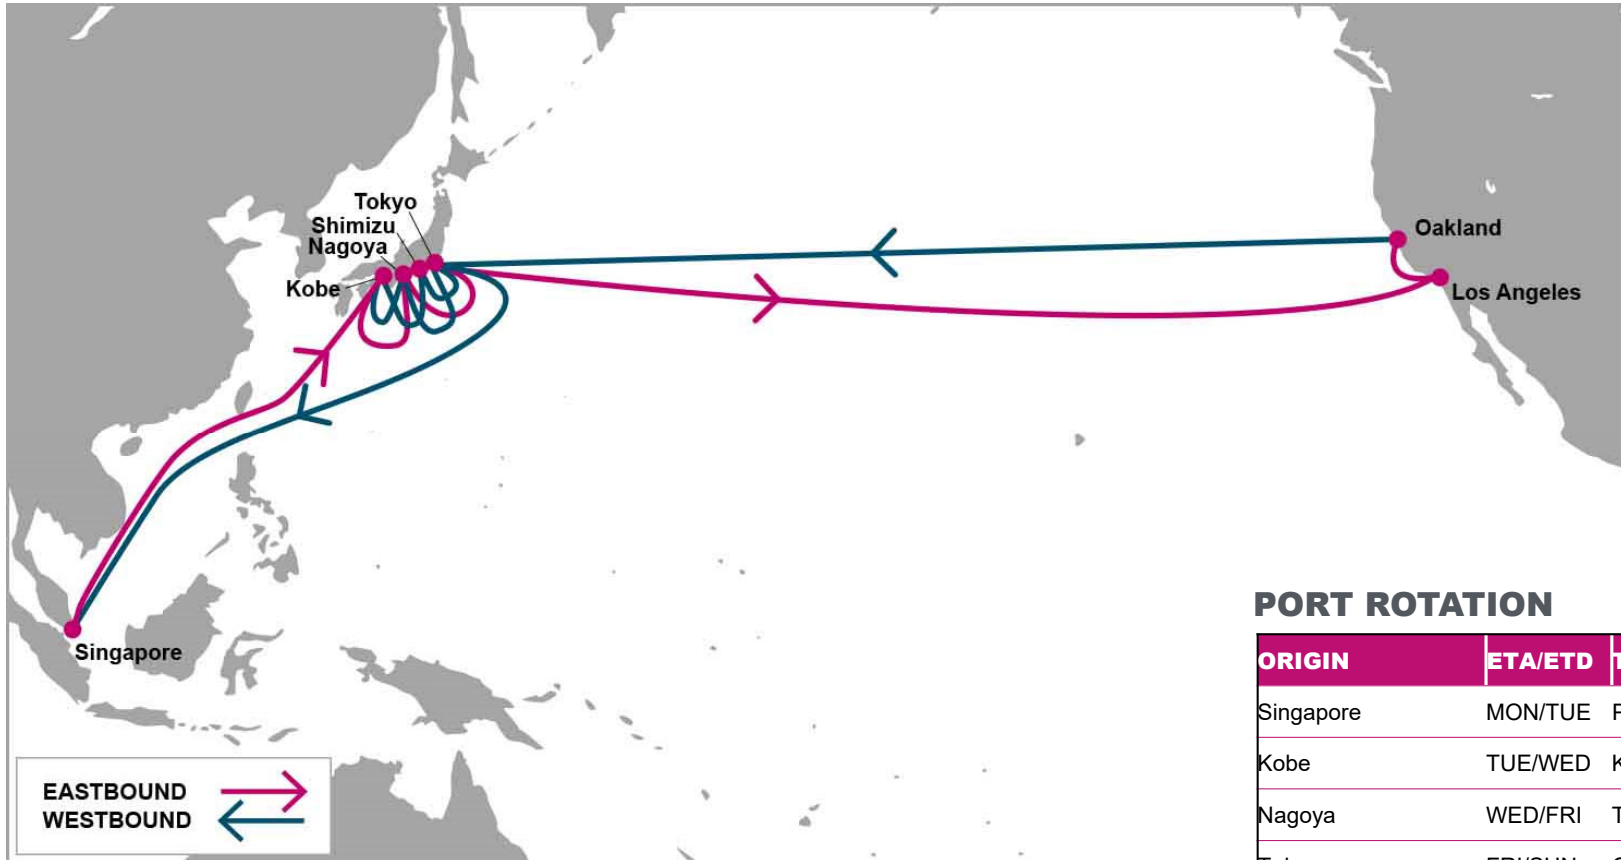 Tokyo
Shimizu
Nagoya
Kobe
Oakland
Los Angeles
Singapore
EASTBOUND
WESTBOUND
PORT ROTATION
ORIGIN ETA/ETD
Singapore MON/TUE
Kobe TUE/WED
Nagoya WED/FRI